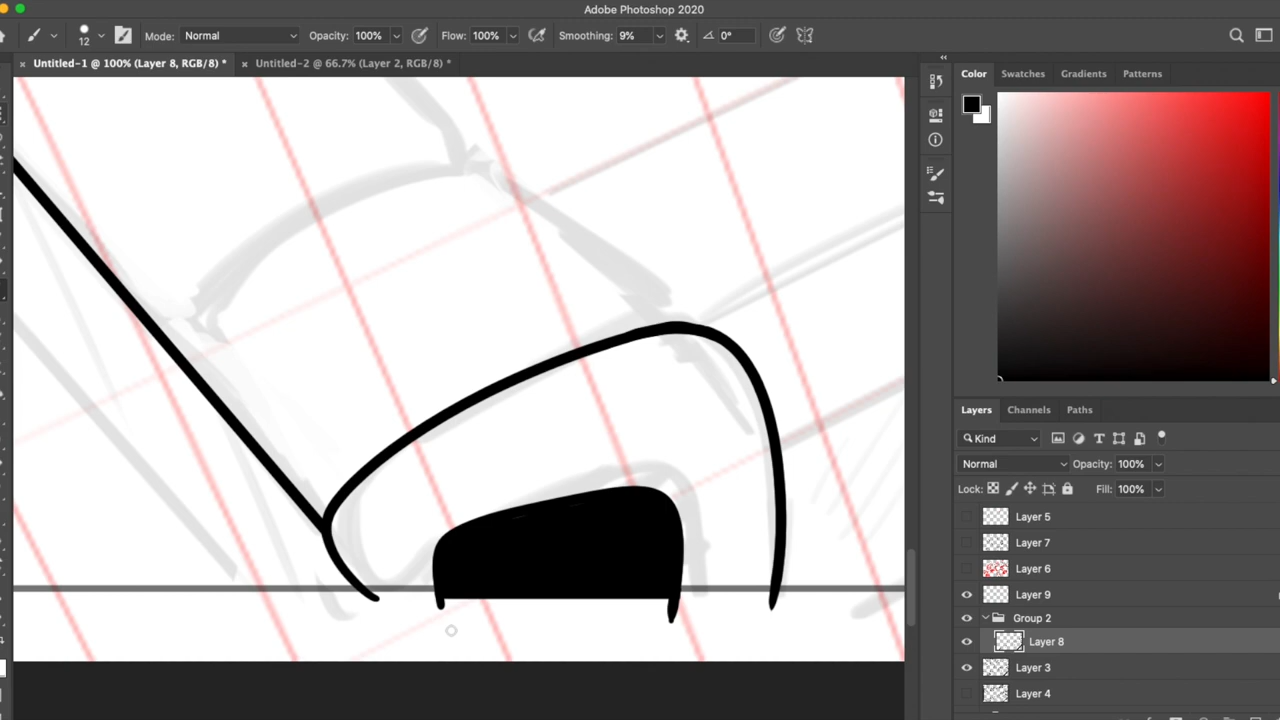 Adobe Photoshop 2020
12 Mode: Normal Opacity: 100% Flow: 100% Smoothing: 9% 0°
× Untitled-1 @ 100% (Layer 8, RGB/8) * × Untitled-2 @ 66.7% (Layer 2, RGB/8) *
Color Swatches Gradients Patterns
Layers Channels Paths
Kind
Normal Opacity: 100%
Lock: Fill: 100%
Layer 5
Layer 7
Layer 6
Layer 9
Group 2
Layer 8
Layer 3
Layer 4